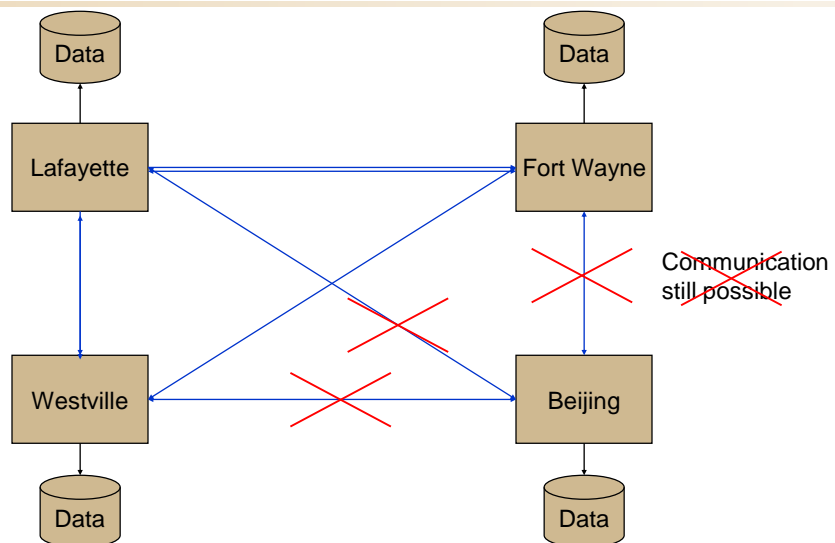 Data
Data
Lafayette
Fort Wayne
Communication
still possible
Westville
Beijing
Data
Data